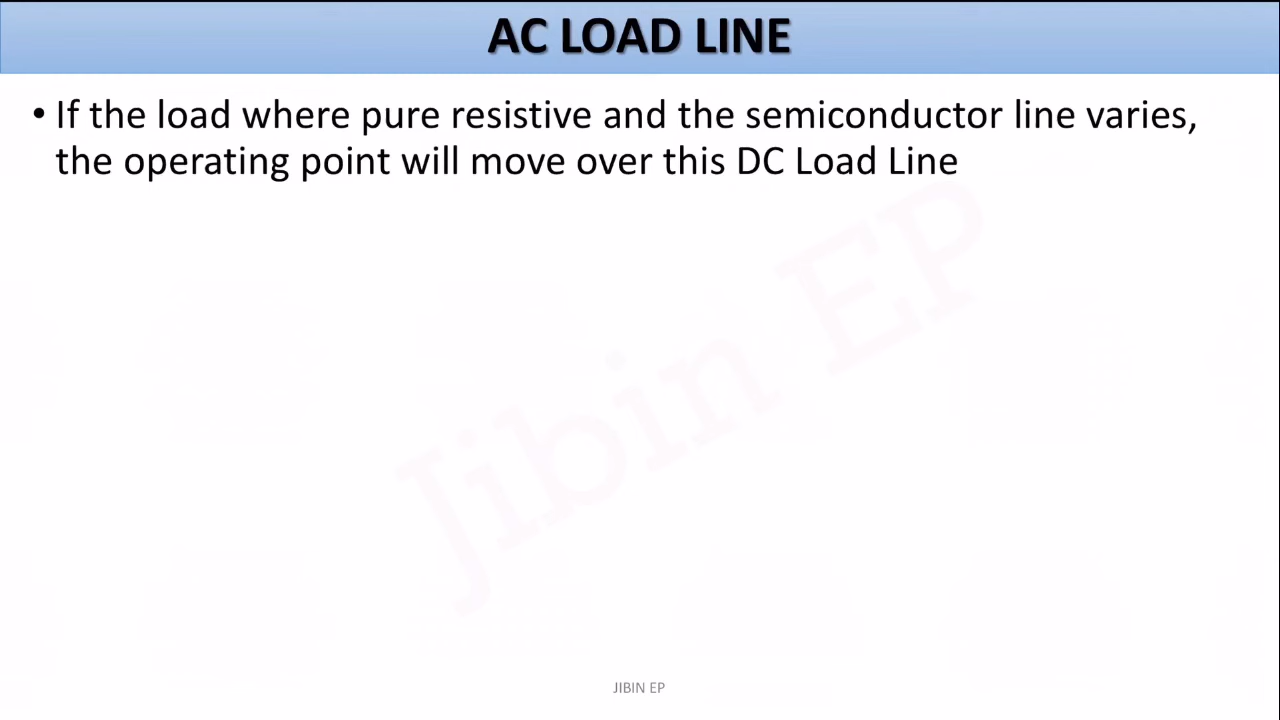 AC LOAD LINE
• If the load where pure resistive and the semiconductor line varies,
the operating point will move over this DC Load Line
Jibin EP
JIBIN EP